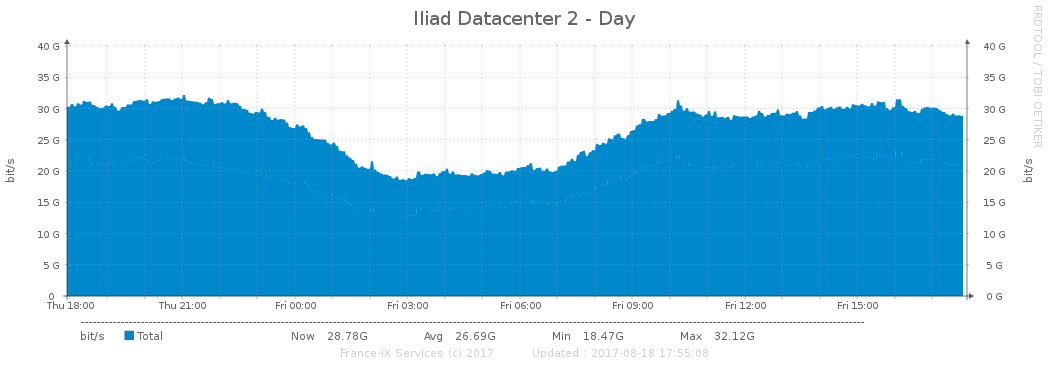 Iliad Datacenter 2 - Day
RRDTOOL / TOBI OETIKER
40 G 40 G
35 G 35 G
30 G 30 G
25 G 25 G
20 G 20 G
15 G 15 G
10 G 10 G
5 G 5 G
0 0 G
bit/s bit/s
Thu 18:00 Thu 21:00 Fri 00:00 Fri 03:00 Fri 06:00 Fri 09:00 Fri 12:00 Fri 15:00
bit/s Total Now 28.78G Avg 26.69G Min 18.47G Max 32.12G
France-IX Services (c) 2017 Updated : 2017-08-18 17:55:08